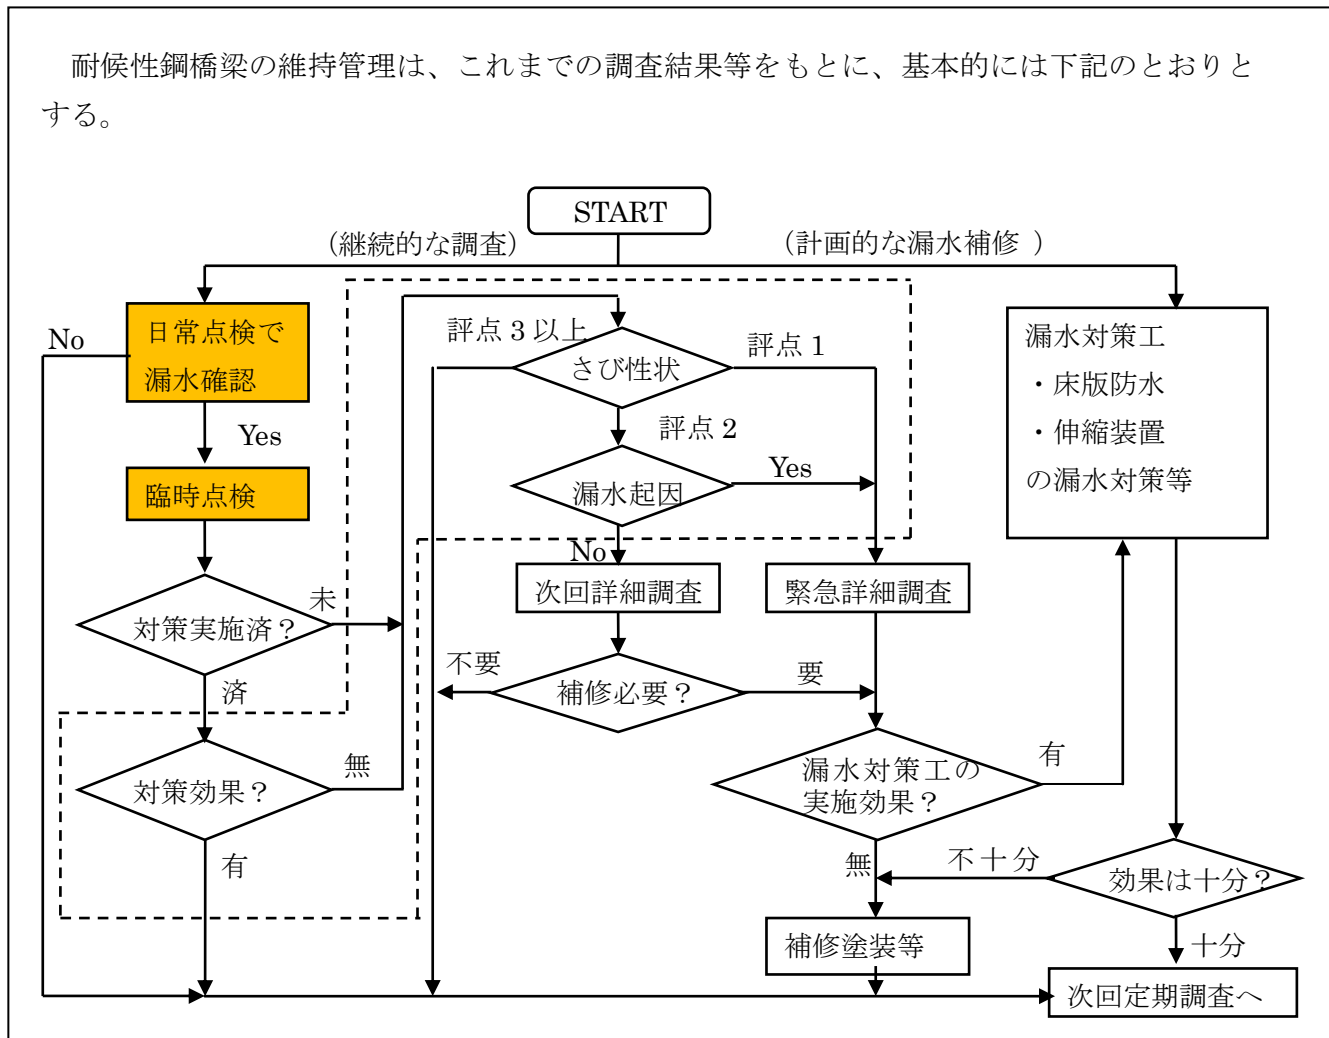 耐候性鋼橋梁の維持管理は、これまでの調査結果等をもとに、基本的には下記のとおりと
する。
START
(継続的な調査)
(計画的な漏水補修 )
No
日常点検で
漏水確認
Yes
臨時点検
対策実施済？
未
済
対策効果？
無
有
評点３以上
さび性状
評点１
評点２
漏水起因
Yes
No
次回詳細調査
緊急詳細調査
不要
補修必要？
要
漏水対策工の
実施効果？
有
無
漏水対策工
・床版防水
・伸縮装置
の漏水対策等
不十分
効果は十分？
十分
補修塗装等
次回定期調査へ